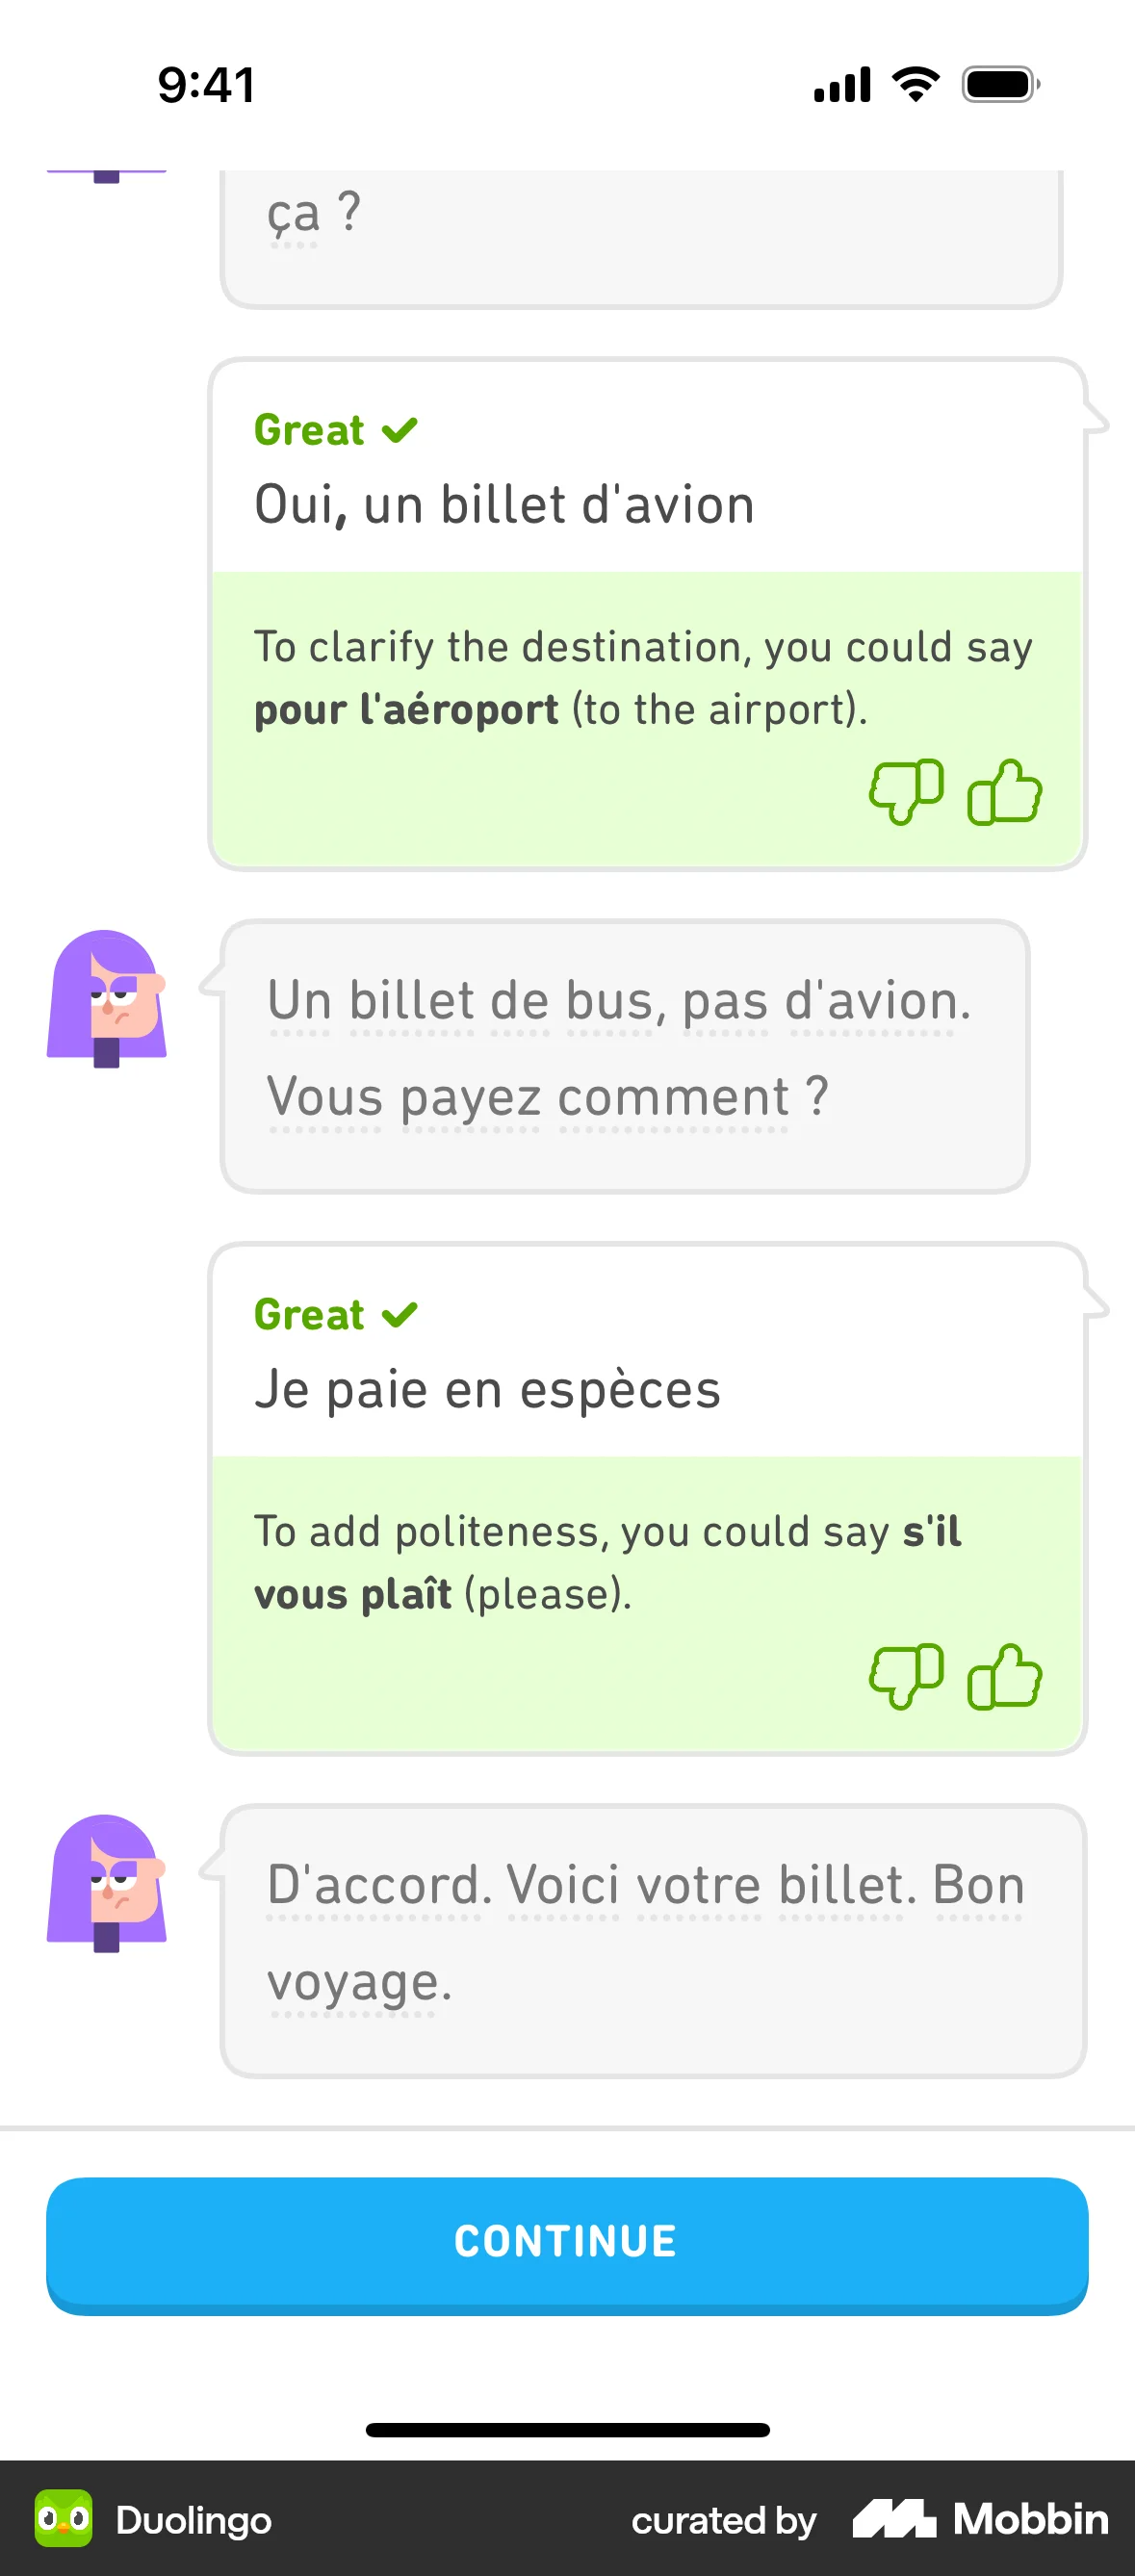 9:41
ça ?
Great
Oui, un billet d'avion
To clarify the destination, you could say
pour l'aéroport (to the airport).
Un billet de bus, pas d'avion.
Vous payez comment ?
Great
Je paie en espèces
To add politeness, you could say s'il
vous plaît (please).
D'accord. Voici votre billet. Bon
voyage.
CONTINUE
Duolingo
curated by Mobbin